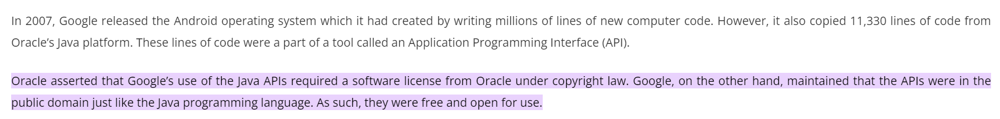 In 2007, Google released the Android operating system which it had created by writing millions of lines of new computer code. However, it also copied 11,330 lines of code from
Oracle’s Java platform. These lines of code were a part of a tool called an Application Programming Interface (API).
Oracle asserted that Google’s use of the Java APIs required a software license from Oracle under copyright law. Google, on the other hand, maintained that the APIs were in the
public domain just like the Java programming language. As such, they were free and open for use.